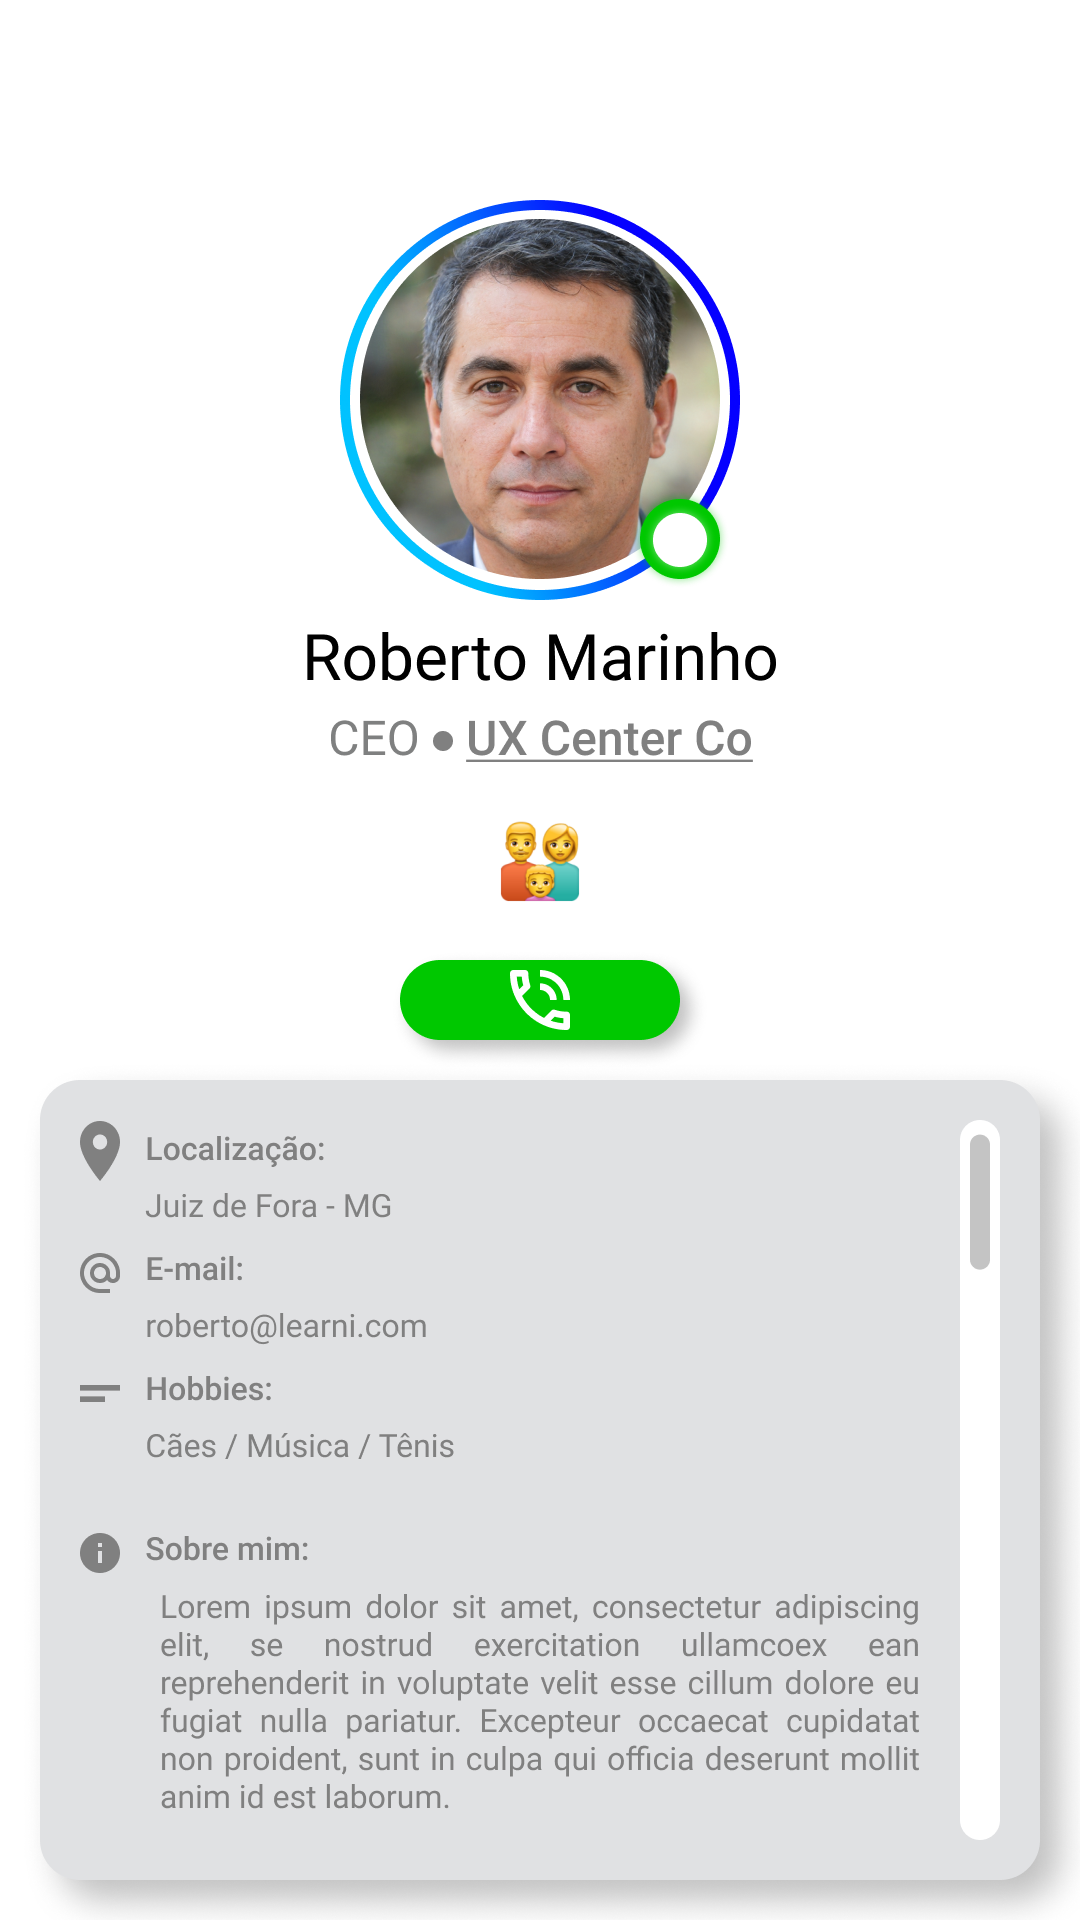 Roberto Marinho
CEO ● UX Center Co
Localização:
Juiz de Fora - MG
E-mail:
roberto@learni.com
Hobbies:
Cães / Música / Tênis
Sobre mim:
Lorem ipsum dolor sit amet, consectetur adipiscing
elit, se nostrud exercitation ullamcoex ean
reprehenderit in voluptate velit esse cillum dolore eu
fugiat nulla pariatur. Excepteur occaecat cupidatat
non proident, sunt in culpa qui officia deserunt mollit
anim id est laborum.